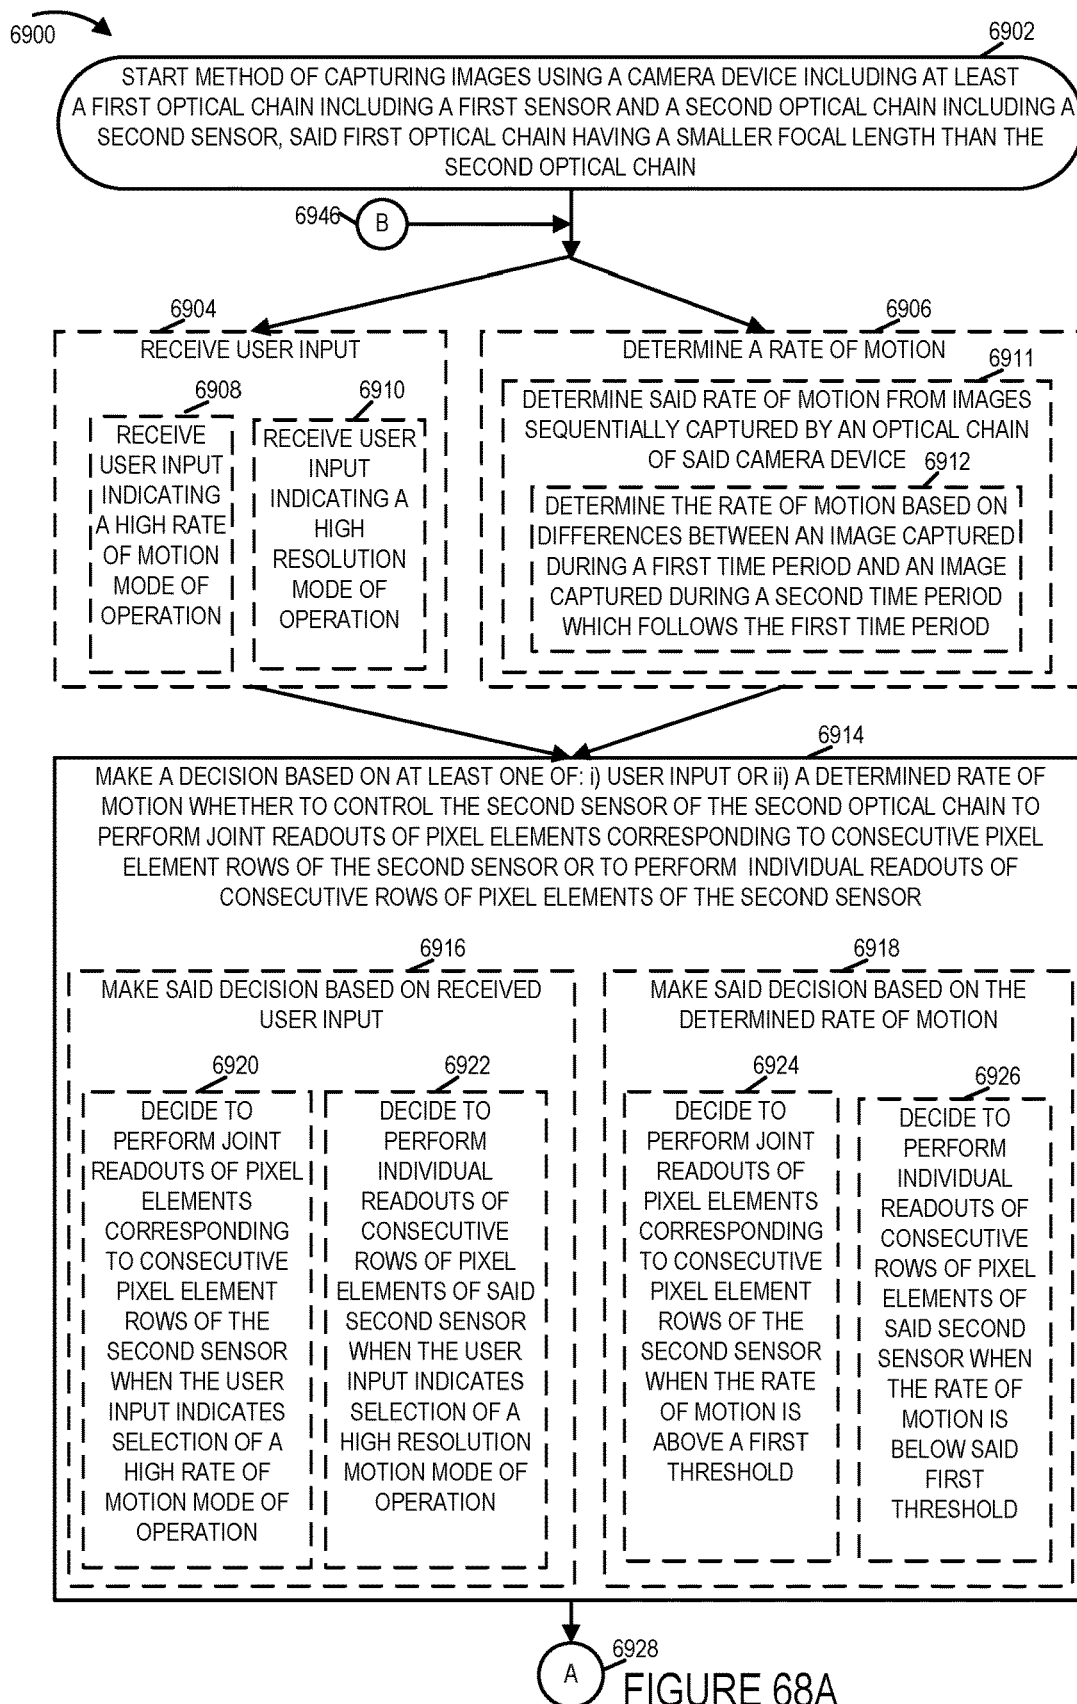 6900
6902
START METHOD OF CAPTURING IMAGES USING A CAMERA DEVICE INCLUDING AT LEAST
A FIRST OPTICAL CHAIN INCLUDING A FIRST SENSOR AND A SECOND OPTICAL CHAIN INCLUDING A
SECOND SENSOR, SAID FIRST OPTICAL CHAIN HAVING A SMALLER FOCAL LENGTH THAN THE
SECOND OPTICAL CHAIN
6946
B
6904
RECEIVE USER INPUT
6908
RECEIVE
USER INPUT
INDICATING
A HIGH RATE
OF MOTION
MODE OF
OPERATION
6910
RECEIVE USER
INPUT
INDICATING A
HIGH
RESOLUTION
MODE OF
OPERATION
6906
DETERMINE A RATE OF MOTION
6911
DETERMINE SAID RATE OF MOTION FROM IMAGES
SEQUENTIALLY CAPTURED BY AN OPTICAL CHAIN
OF SAID CAMERA DEVICE
6912
DETERMINE THE RATE OF MOTION BASED ON
DIFFERENCES BETWEEN AN IMAGE CAPTURED
DURING A FIRST TIME PERIOD AND AN IMAGE
CAPTURED DURING A SECOND TIME PERIOD
WHICH FOLLOWS THE FIRST TIME PERIOD
6914
MAKE A DECISION BASED ON AT LEAST ONE OF: i) USER INPUT OR ii) A DETERMINED RATE OF
MOTION WHETHER TO CONTROL THE SECOND SENSOR OF THE SECOND OPTICAL CHAIN TO
PERFORM JOINT READOUTS OF PIXEL ELEMENTS CORRESPONDING TO CONSECUTIVE PIXEL
ELEMENT ROWS OF THE SECOND SENSOR OR TO PERFORM INDIVIDUAL READOUTS OF
CONSECUTIVE ROWS OF PIXEL ELEMENTS OF THE SECOND SENSOR
6916
MAKE SAID DECISION BASED ON RECEIVED
USER INPUT
6920
DECIDE TO
PERFORM JOINT
READOUTS OF PIXEL
ELEMENTS
CORRESPONDING
TO CONSECUTIVE
PIXEL ELEMENT
ROWS OF THE
SECOND SENSOR
WHEN THE USER
INPUT INDICATES
SELECTION OF A
HIGH RATE OF
MOTION MODE OF
OPERATION
6922
DECIDE TO
PERFORM
INDIVIDUAL
READOUTS OF
CONSECUTIVE
ROWS OF PIXEL
ELEMENTS OF SAID
SECOND SENSOR
WHEN THE USER
INPUT INDICATES
SELECTION OF A
HIGH RESOLUTION
MOTION MODE OF
OPERATION
6918
MAKE SAID DECISION BASED ON THE
DETERMINED RATE OF MOTION
6924
DECIDE TO
PERFORM JOINT
READOUTS OF
PIXEL ELEMENTS
CORRESPONDING
TO CONSECUTIVE
PIXEL ELEMENT
ROWS OF THE
SECOND SENSOR
WHEN THE RATE
OF MOTION IS
ABOVE A FIRST
THRESHOLD
6926
DECIDE TO
PERFORM
INDIVIDUAL
READOUTS OF
CONSECUTIVE
ROWS OF PIXEL
ELEMENTS OF
SAID SECOND
SENSOR WHEN
THE RATE OF
MOTION IS
BELOW SAID
FIRST
THRESHOLD
A
6928
FIGURE 68A